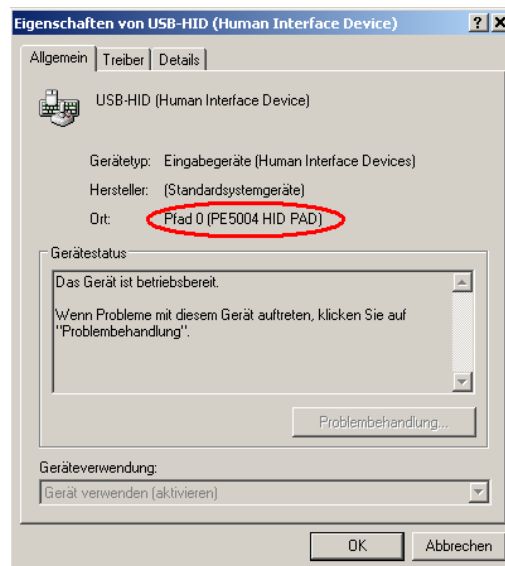 Eigenschaften von USB-HID (Human Interface Device)
Allgemein Treiber Details
USB-HID (Human Interface Device)
Gerätetyp: Eingabegeräte (Human Interface Devices)
Hersteller: (Standardsystemgeräte)
Ort: Pfad 0 (PE5004 HID PAD)
Gerätestatus
Das Gerät ist betriebsbereit.
Wenn Probleme mit diesem Gerät auftreten, klicken Sie auf
"Problembehandlung".
Problembehandlung...
Geräteverwendung:
Gerät verwenden (aktivieren)
OK Abbrechen